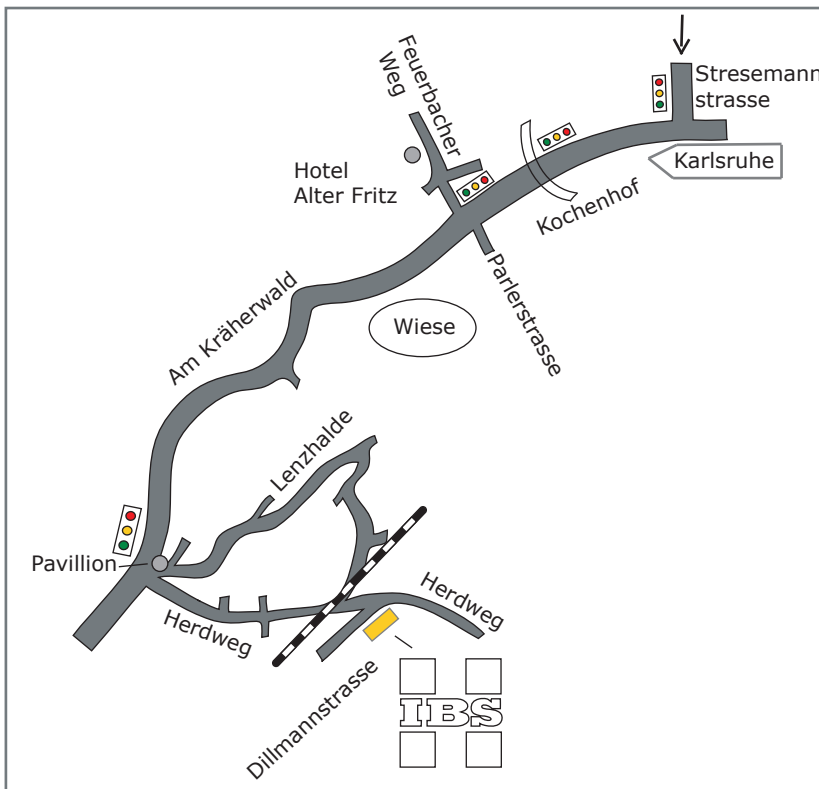 Stresemann
strasse
Feuerbacher
Weg
Karlsruhe
Hotel
Alter Fritz
Kochenhof
Parlerstrasse
Am Kräherwald
Wiese
Lenzhalde
Pavillion
Herdweg
Herdweg
Dillmannstrasse
IBS